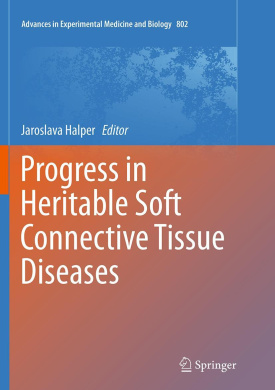 Advances in Experimental Medicine and Biology 802
Jaroslava Halper Editor
Progress in
Heritable Soft
Connective Tissue
Diseases
Springer